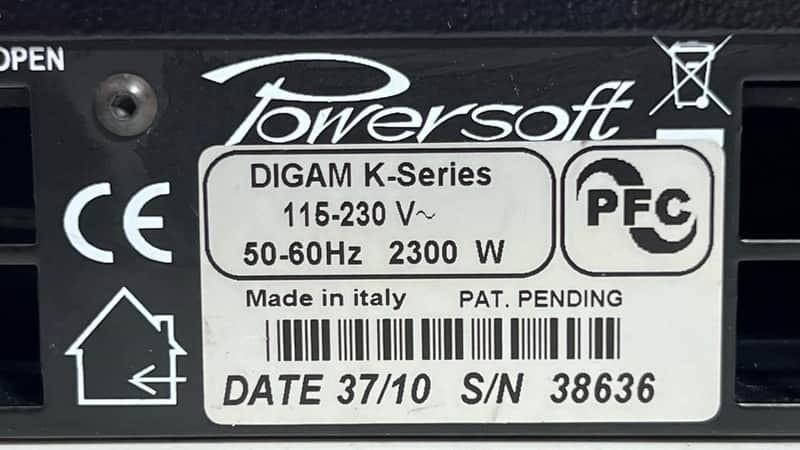 OPEN
Powersoft
DIGAM K-Series
115-230 V~
50-60Hz 2300 W
PFC
CE
Made in italy PAT. PENDING
DATE 37/10 S/N 38636